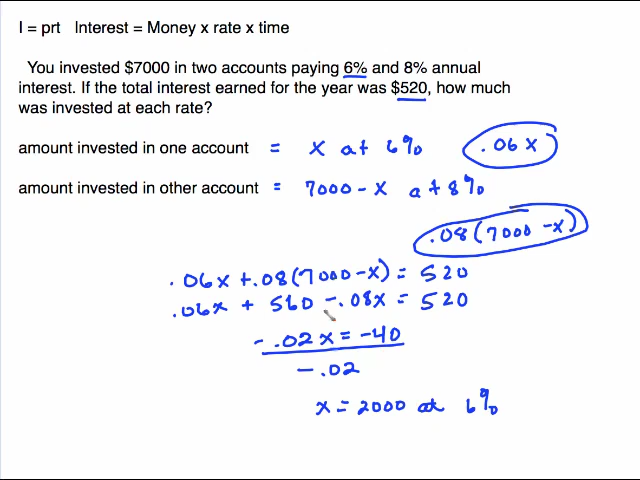 I = prt   Interest = Money x rate x time
You invested $7000 in two accounts paying 6% and 8% annual
interest. If the total interest earned for the year was $520, how much
was invested at each rate?
amount invested in one account = x at 6% .06x
amount invested in other account = 7000 - x at 8%
.08(7000 - x)
.06x + .08(7000 - x) = 520
.06x + 560 - .08x = 520
- .02x = -40
- .02
x = 2000 at 6%